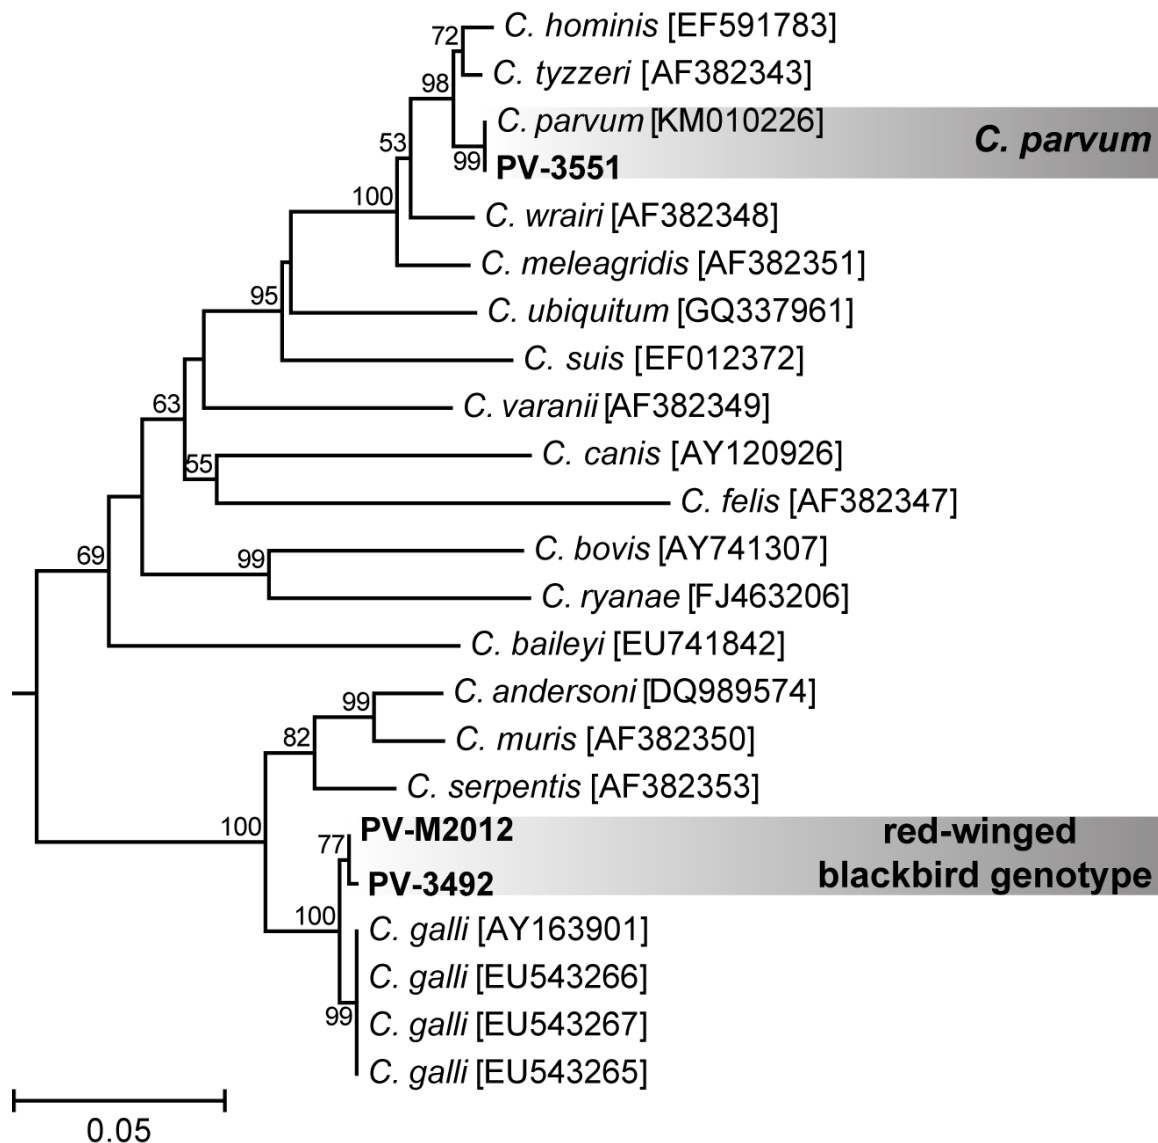 72
C. hominis [EF591783]
C. tyzzeri [AF382343]
98
C. parvum [KM010226]
C. parvum
53
99
PV-3551
100
C. wrairi [AF382348]
C. meleagridis [AF382351]
95
C. ubiquitum [GQ337961]
C. suis [EF012372]
63
C. varanii [AF382349]
55
C. canis [AY120926]
C. felis [AF382347]
69
99
C. bovis [AY741307]
C. ryanae [FJ463206]
C. baileyi [EU741842]
99
C. andersoni [DQ989574]
82
C. muris [AF382350]
C. serpentis [AF382353]
100
77
PV-M2012
red-winged
PV-3492
blackbird genotype
100
C. galli [AY163901]
C. galli [EU543266]
99
C. galli [EU543267]
C. galli [EU543265]
0.05